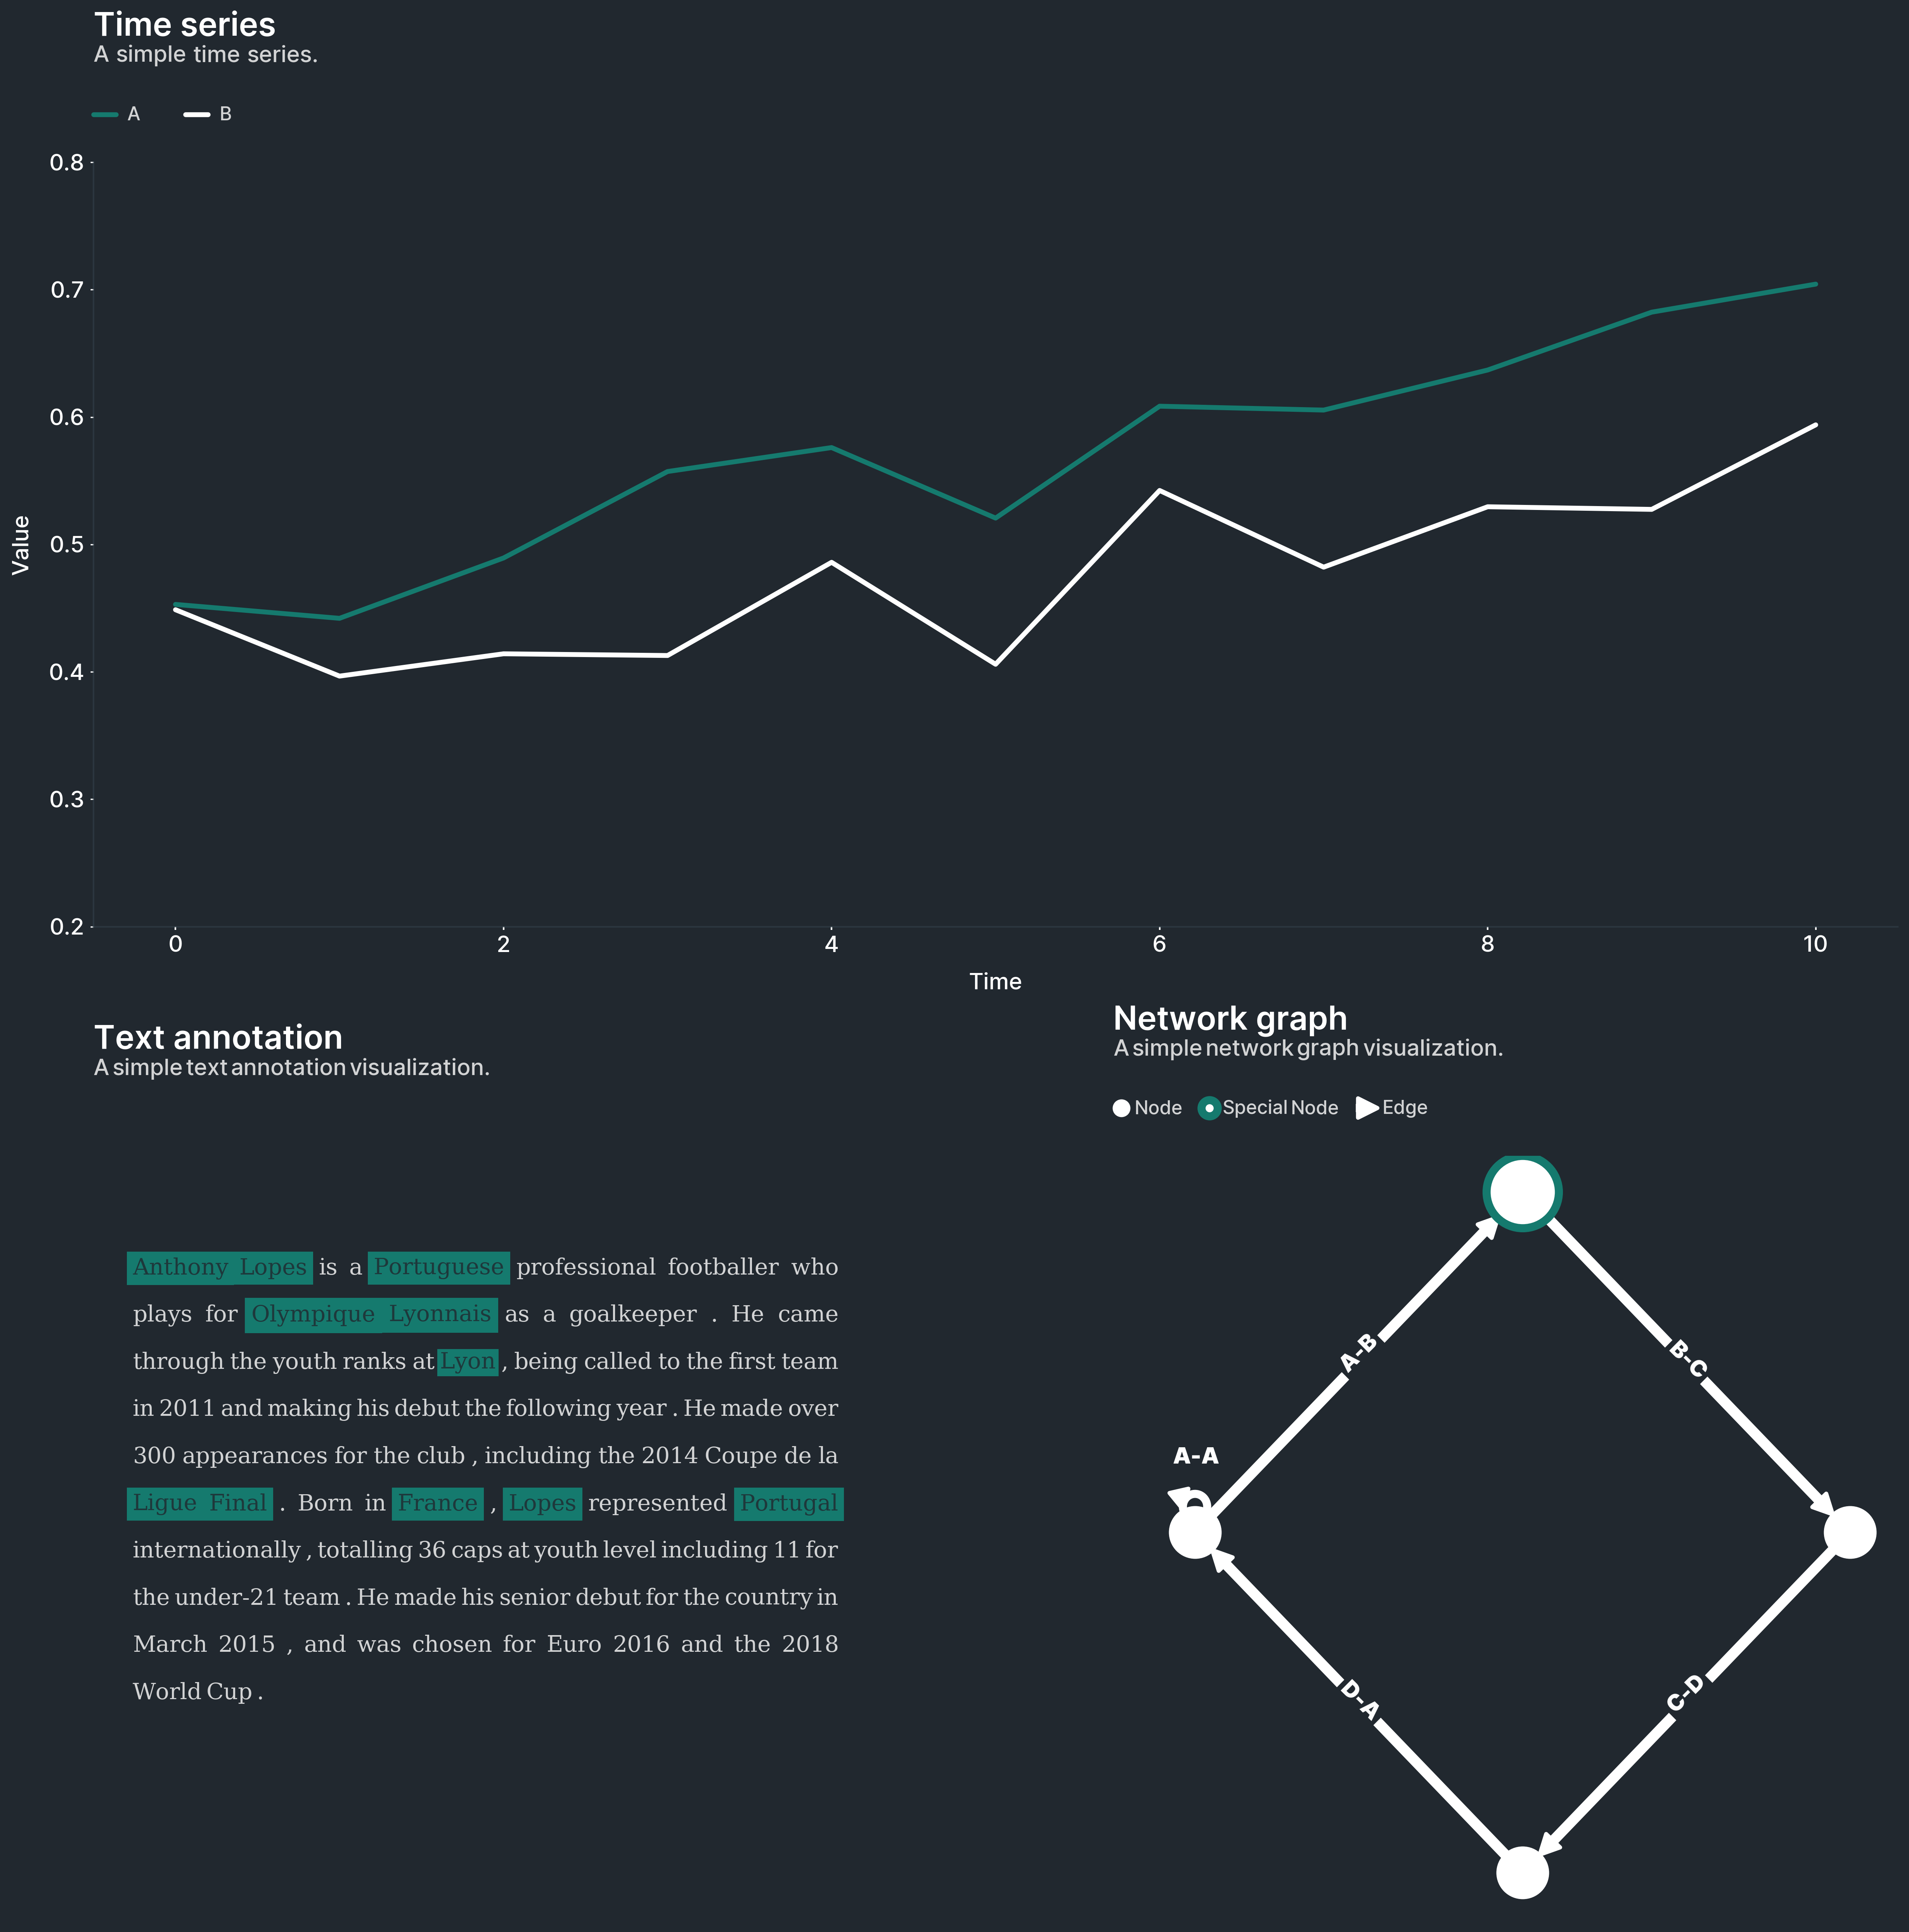 Time series
A simple time series.
A
B
0.8
0.7
0.6
0.5
0.4
0.3
0.2
Value
0
2
4
6
8
10
Time
Text annotation
A simple text annotation visualization.
Anthony Lopes is a Portuguese professional footballer who
plays for Olympique Lyonnais as a goalkeeper . He came
through the youth ranks at Lyon , being called to the first team
in 2011 and making his debut the following year . He made over
300 appearances for the club , including the 2014 Coupe de la
Ligue Final . Born in France , Lopes represented Portugal
internationally , totalling 36 caps at youth level including 11 for
the under-21 team . He made his senior debut for the country in
March 2015 , and was chosen for Euro 2016 and the 2018
World Cup .
Network graph
A simple network graph visualization.
Node
Special Node
Edge
A-B
B-C
A-A
D-A
C-D